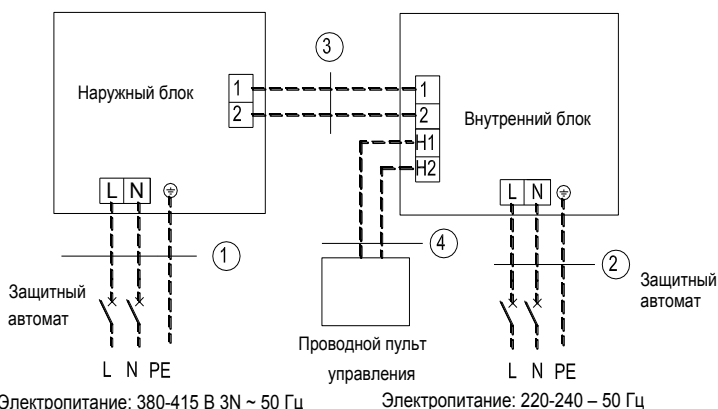 3
Наружный блок
1
2
1
2
H1
H2
Внутренний блок
L N
L N
1
4
2
Защитный
автомат
Защитный
автомат
L N PE
Проводной пульт
управления
L N PE
Электропитание: 380-415 В 3N ~ 50 Гц
Электропитание: 220-240 – 50 Гц